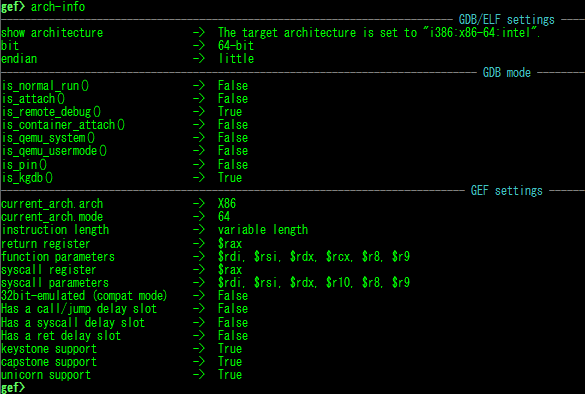 gef> arch-info
GDB/ELF settings
show architecture -> The target architecture is set to "i386:x86-64:intel".
bit -> 64-bit
endian -> little
GDB mode
is_normal_run() -> False
is_attach() -> False
is_remote_debug() -> True
is_container_attach() -> False
is_qemu_system() -> False
is_qemu_usermode() -> False
is_pin() -> False
is_kgdb() -> True
GEF settings
current_arch.arch -> X86
current_arch.mode -> 64
instruction length -> variable length
return register -> $rax
function parameters -> $rdi, $rsi, $rdx, $rcx, $r8, $r9
syscall register -> $rax
syscall parameters -> $rdi, $rsi, $rdx, $r10, $r8, $r9
32bit-emulated (compat mode) -> False
Has a call/jump delay slot -> False
Has a syscall delay slot -> False
Has a ret delay slot -> False
keystone support -> True
capstone support -> True
unicorn support -> True
gef>